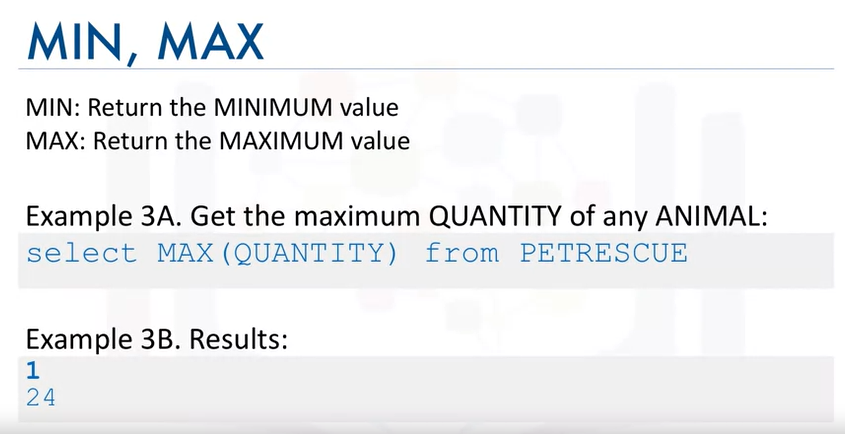 MIN, MAX
MIN: Return the MINIMUM value
MAX: Return the MAXIMUM value
Example 3A. Get the maximum QUANTITY of any ANIMAL:
select MAX(QUANTITY) from PETRESCUE
Example 3B. Results:
1
24